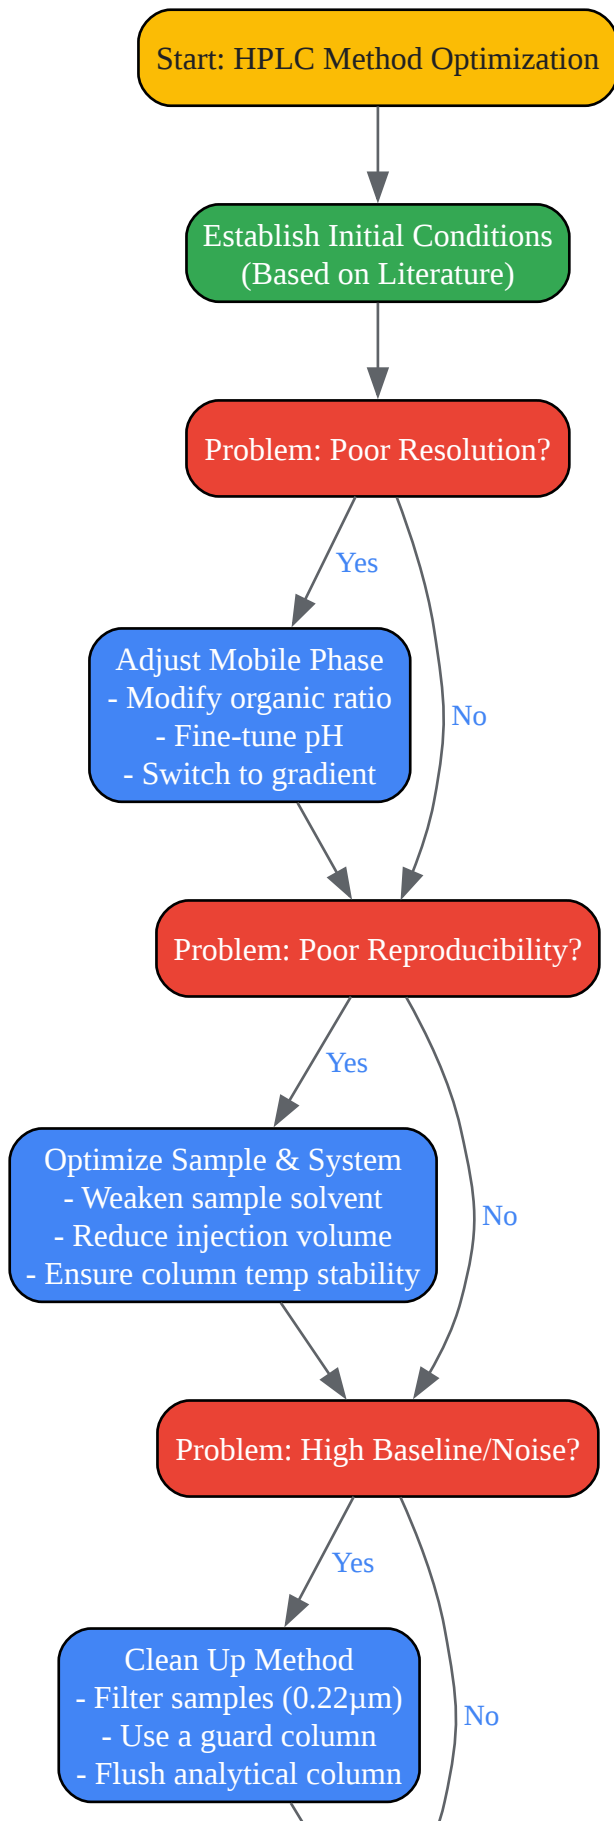 Start: HPLC Method Optimization
Establish Initial Conditions
(Based on Literature)
Problem: Poor Resolution?
Yes
Adjust Mobile Phase
- Modify organic ratio
- Fine-tune pH
- Switch to gradient
No
Problem: Poor Reproducibility?
Yes
Optimize Sample & System
- Weaken sample solvent
- Reduce injection volume
- Ensure column temp stability
No
Problem: High Baseline/Noise?
Yes
Clean Up Method
- Filter samples (0.22µm)
- Use a guard column
- Flush analytical column
No